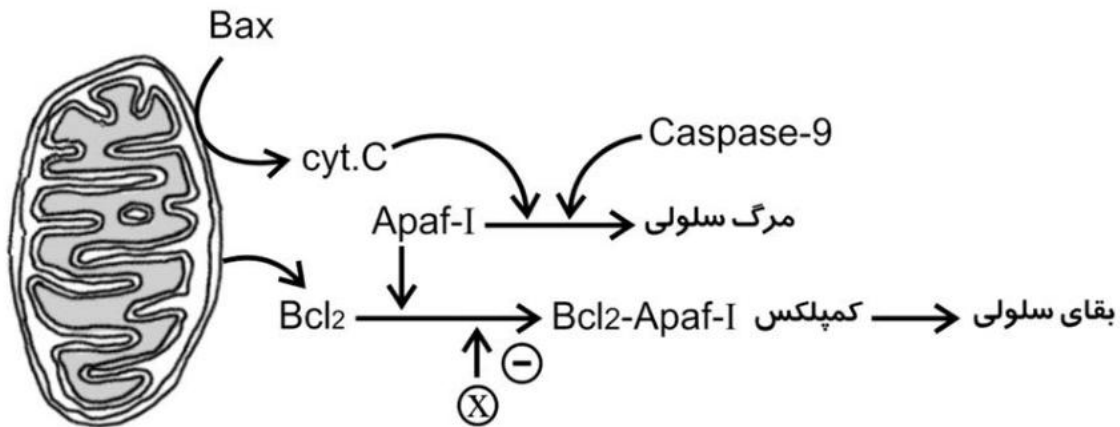 Bax
cyt.C
Caspase-9
Apaf-I
مرگ سلولی
Bcl2
Bcl2-Apaf-I کمپلکس
بقای سلولی
−
X